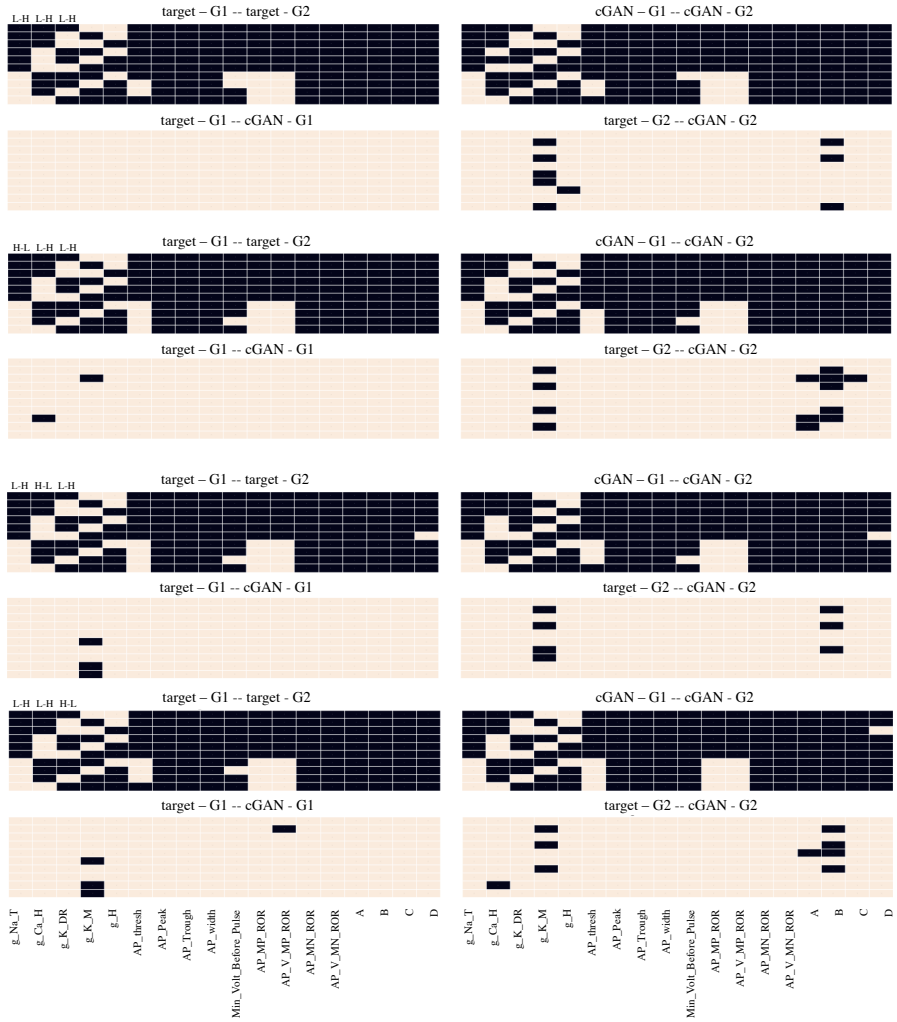 L-H L-H L-H
target – G1 -- target - G2
cGAN – G1 -- cGAN - G2
target – G1 -- cGAN - G1
target – G2 -- cGAN - G2
H-L L-H L-H
target – G1 -- target - G2
cGAN – G1 -- cGAN - G2
target – G1 -- cGAN - G1
target – G2 -- cGAN - G2
L-H H-L L-H
target – G1 -- target - G2
cGAN – G1 -- cGAN - G2
target – G1 -- cGAN - G1
target – G2 -- cGAN - G2
L-H L-H H-L
target – G1 -- target - G2
cGAN – G1 -- cGAN - G2
target – G1 -- cGAN - G1
target – G2 -- cGAN - G2
g_Na_T
g_Ca_H
g_K_DR
g_K_M
g_H
AP_thresh
AP_Peak
AP_Trough
AP_width
Min_Volt_Before_Pulse
AP_MP_ROR
AP_V_MP_ROR
AP_MN_ROR
AP_V_MN_ROR
A
B
C
D
g_Na_T
g_Ca_H
g_K_DR
g_K_M
g_H
AP_thresh
AP_Peak
AP_Trough
AP_width
Min_Volt_Before_Pulse
AP_MP_ROR
AP_V_MP_ROR
AP_MN_ROR
AP_V_MN_ROR
A
B
C
D